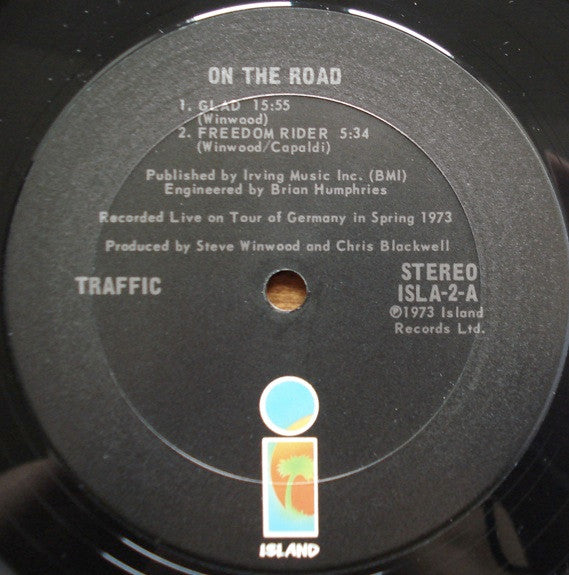 ON THE ROAD
1. GLAD 15:55
(Winwood)
2. FREEDOM RIDER 5:34
(Winwood/Capaldi)
Published by Irving Music Inc. (BMI)
Engineered by Brian Humphries
Recorded Live on Tour of Germany in Spring 1973
Produced by Steve Winwood and Chris Blackwell
TRAFFIC
STEREO
ISLA-2-A
℗1973 Island
Records Ltd.
ISLAND